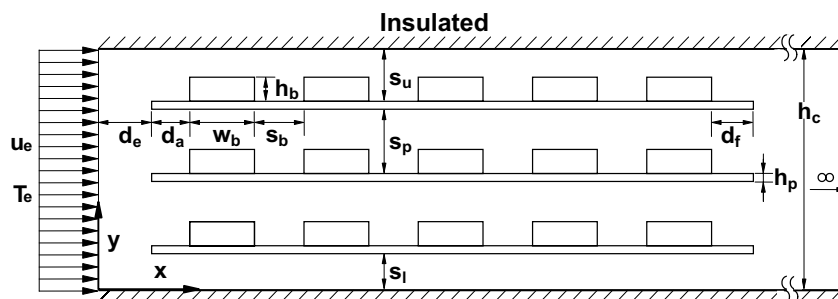 Insulated
h_b
s_u
h_c
d_e
d_a
w_b
s_b
s_p
d_f
u_e
T_e
h_p
∞
y
x
s_l